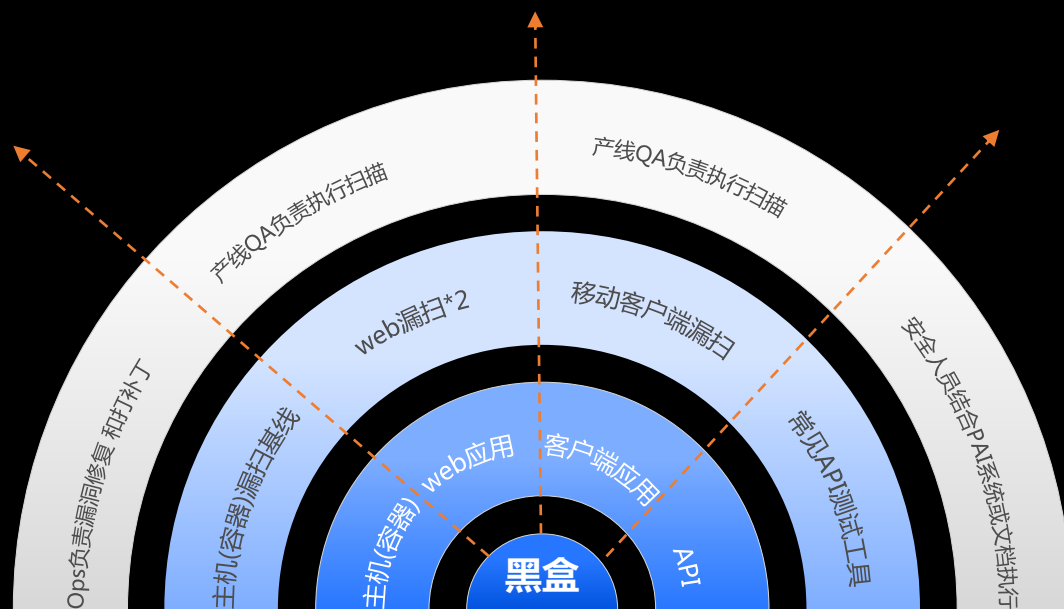 产线QA负责执行扫描
产线QA负责执行扫描
web漏扫*2
移动客户端漏扫
Ops负责漏洞修复 和打补丁
主机(容器)漏扫基线
常见API测试工具
安全人员结合PAI系统或文档执行
web应用
客户端应用
主机(容器)
API
黑盒